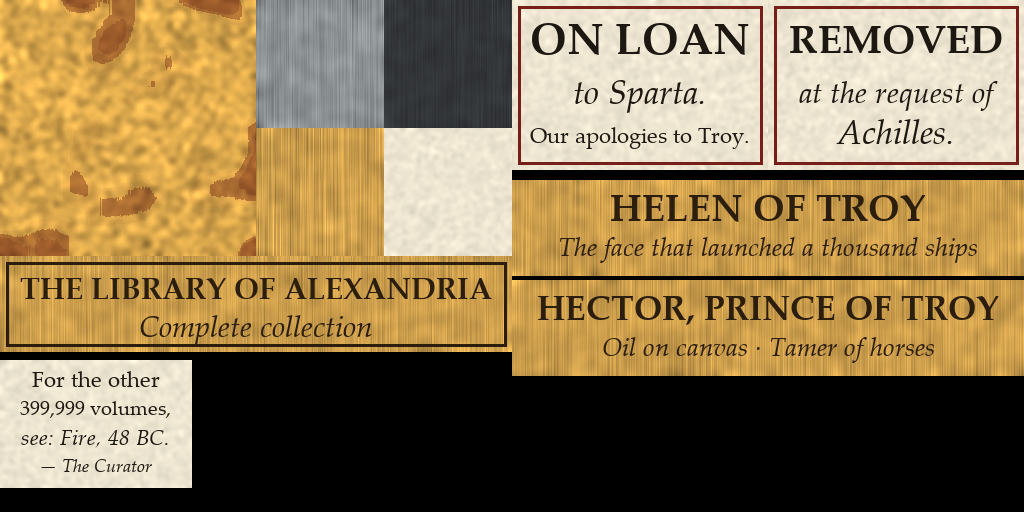 ON LOAN
to Sparta.
Our apologies to Troy.
REMOVED
at the request of
Achilles.
HELEN OF TROY
The face that launched a thousand ships
HECTOR, PRINCE OF TROY
Oil on canvas · Tamer of horses
THE LIBRARY OF ALEXANDRIA
Complete collection
For the other
399,999 volumes,
see: Fire, 48 BC.
— The Curator